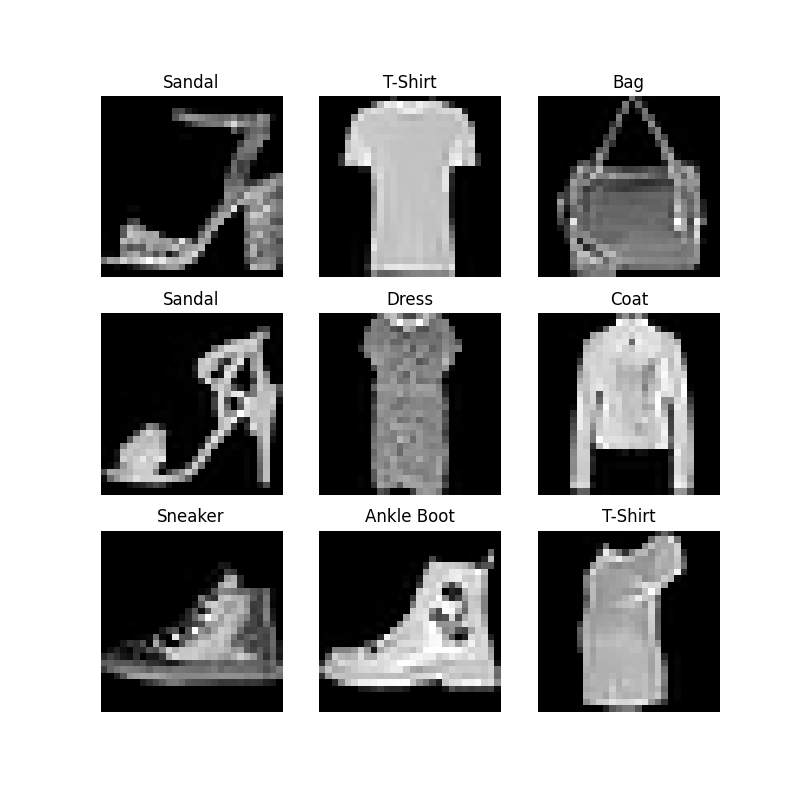 Sandal
T-Shirt
Bag
Sandal
Dress
Coat
Sneaker
Ankle Boot
T-Shirt